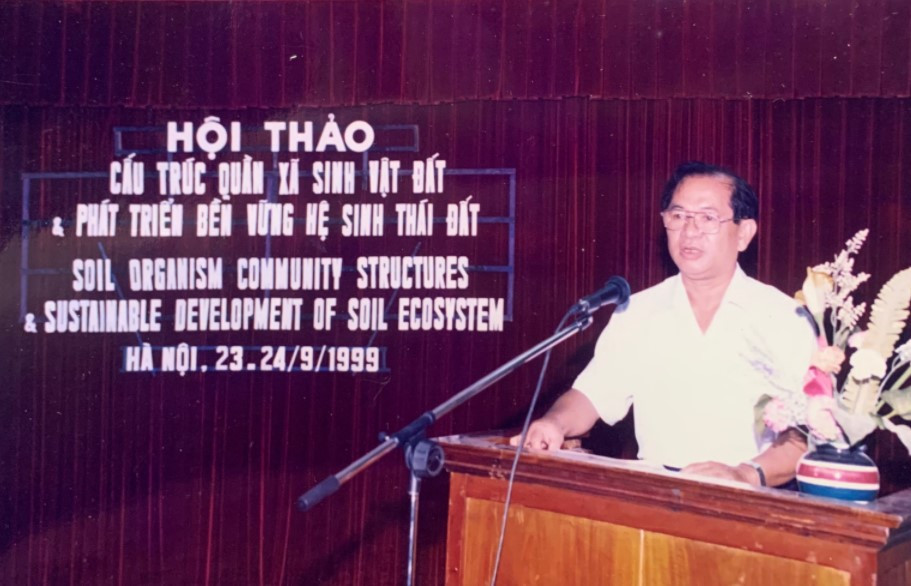 HỘI THẢO
CẤU TRÚC QUẦN XÃ SINH VẬT ĐẤT
& PHÁT TRIỂN BỀN VỮNG HỆ SINH THÁI ĐẤT
SOIL ORGANISM COMMUNITY STRUCTURES
& SUSTAINABLE DEVELOPMENT OF SOIL ECOSYSTEM
HÀ NỘI, 23-24/9/1999